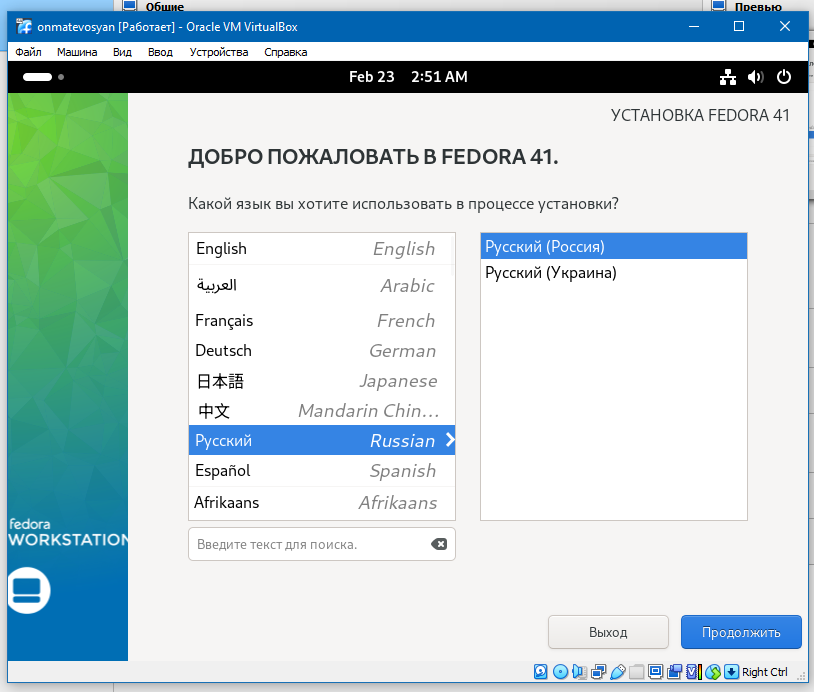 Общие
Превью
onmatevosyan [Работает] - Oracle VM VirtualBox
Файл Машина Вид Ввод Устройства Справка
Feb 23 2:51 AM
УСТАНОВКА FEDORA 41
ДОБРО ПОЖАЛОВАТЬ В FEDORA 41.
Какой язык вы хотите использовать в процессе установки?
English English
العربية Arabic
Français French
Deutsch German
日本語 Japanese
中文 Mandarin Chin…
Русский Russian
Español Spanish
Afrikaans Afrikaans
Русский (Россия)
Русский (Украина)
Введите текст для поиска.
fedora
WORKSTATION
Выход
Продолжить
Right Ctrl